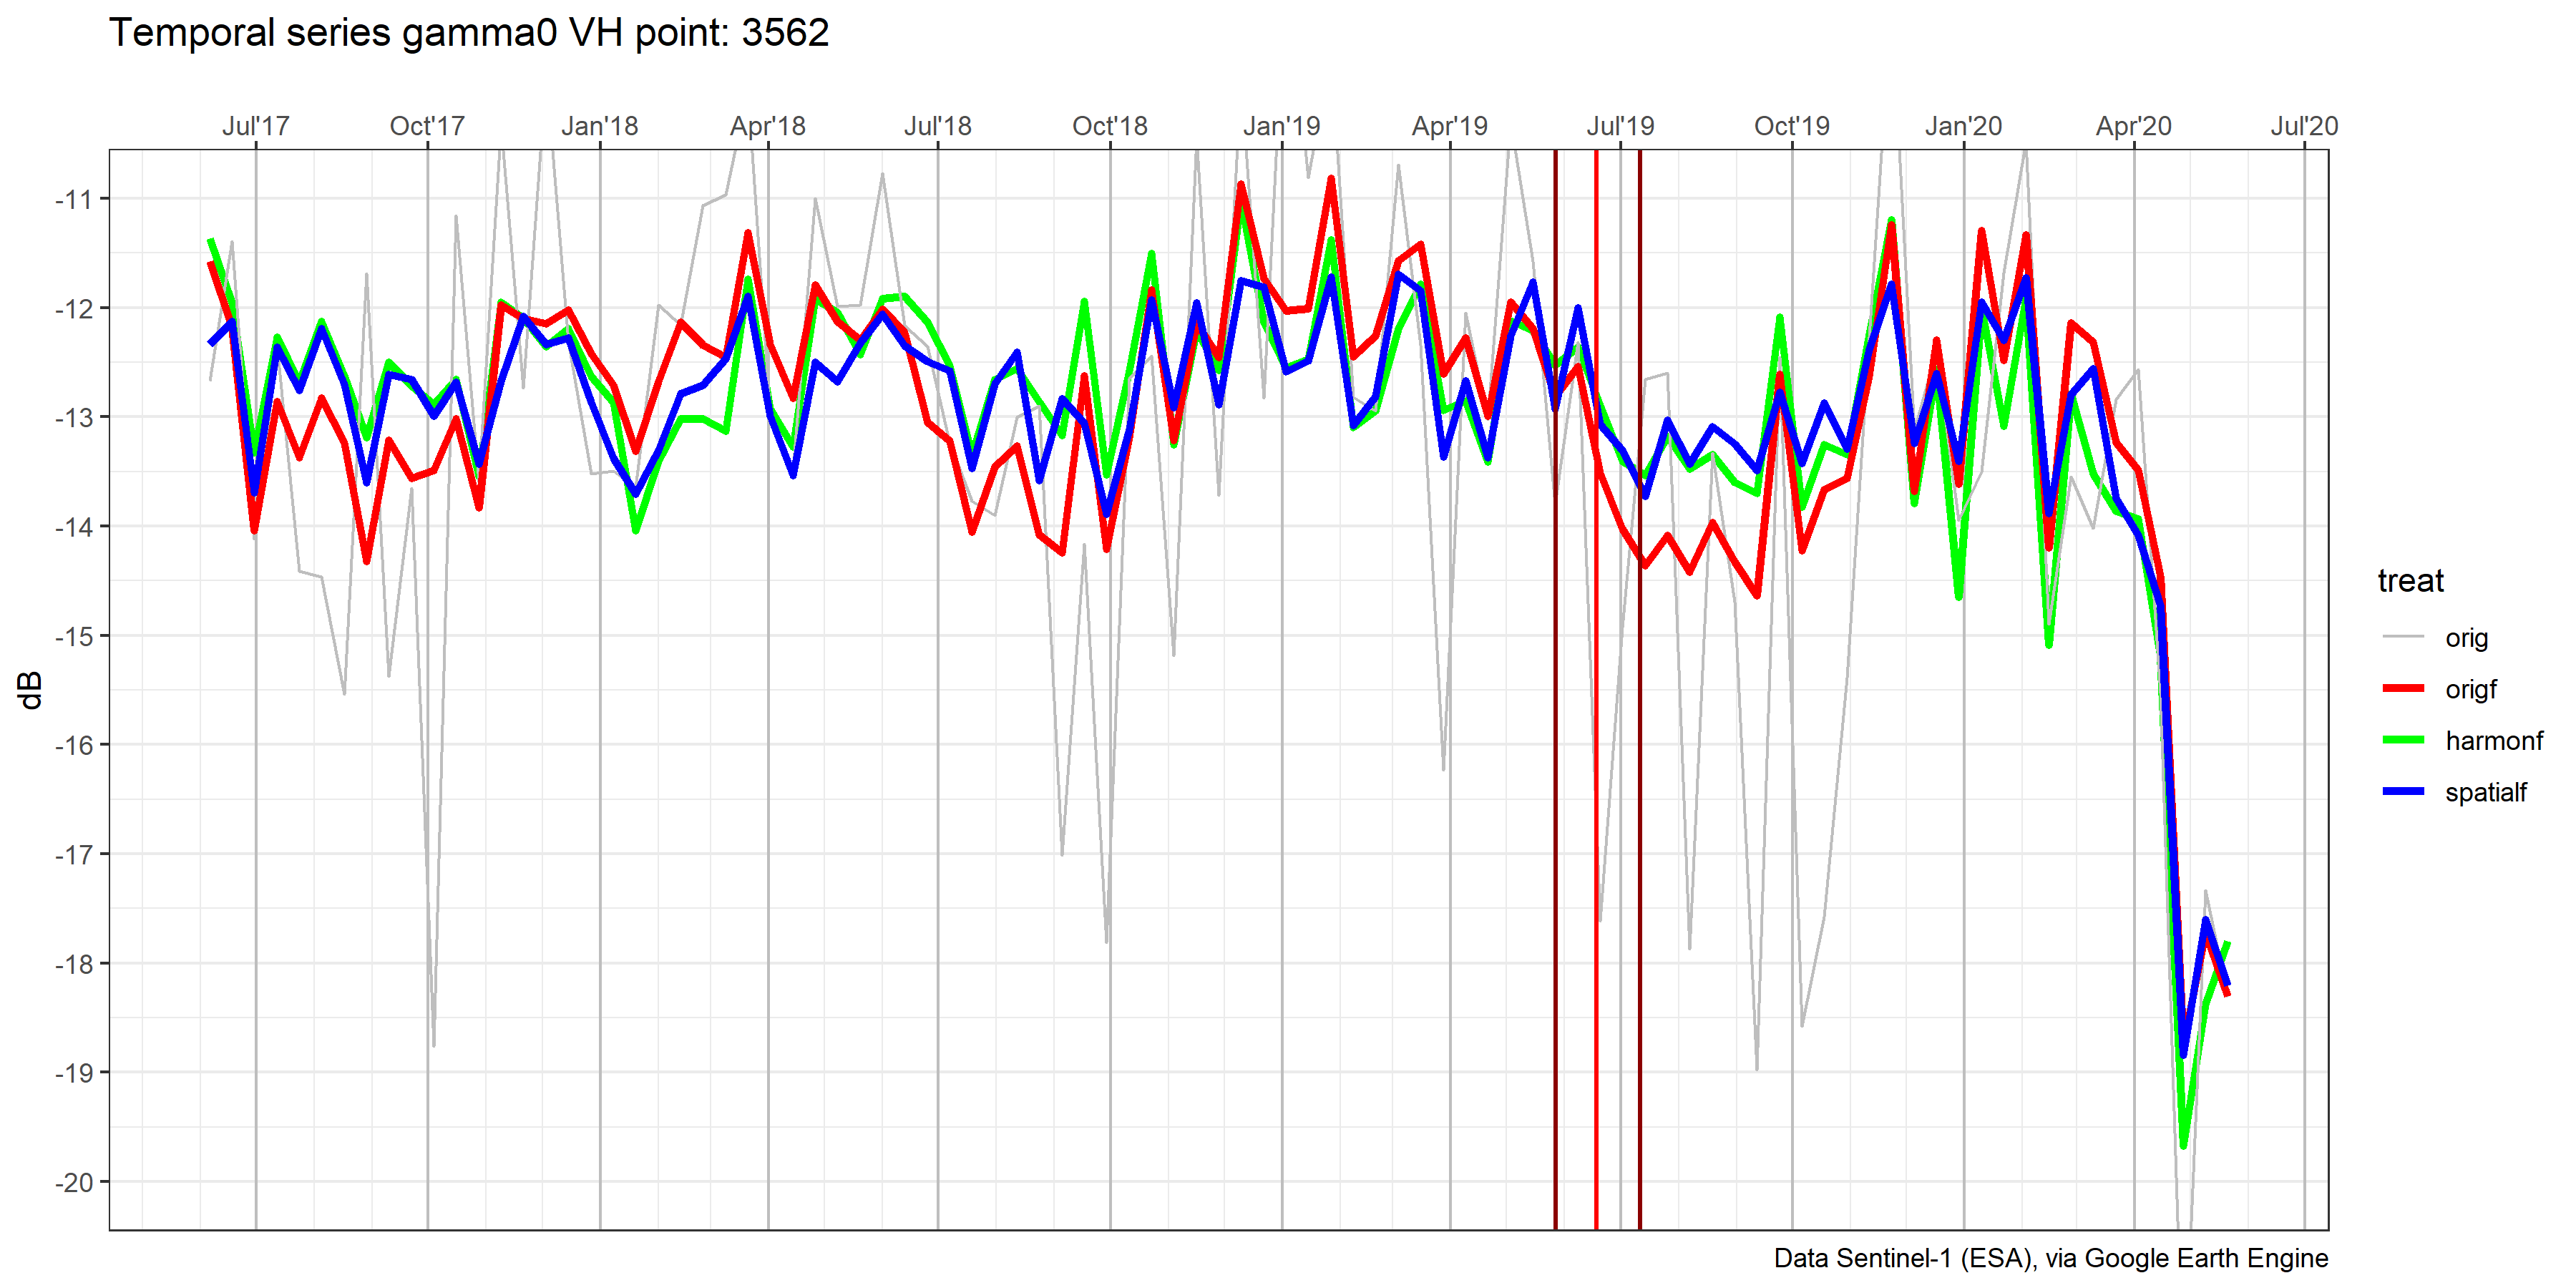 Temporal series gamma0 VH point: 3562
Jul'17 Oct'17 Jan'18 Apr'18 Jul'18 Oct'18 Jan'19 Apr'19 Jul'19 Oct'19 Jan'20 Apr'20 Jul'20
-11
-12
-13
-14
-15
-16
-17
-18
-19
-20
dB
treat
orig
origf
harmonf
spatialf
Data Sentinel-1 (ESA), via Google Earth Engine